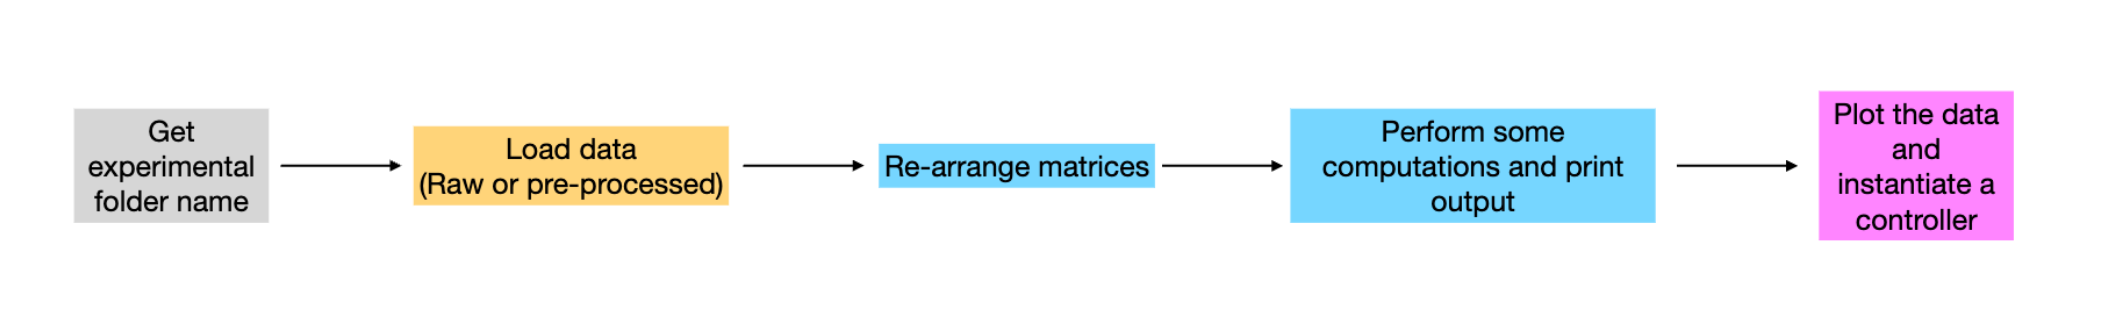 Get
experimental
folder name
Load data
(Raw or pre-processed)
Re-arrange matrices
Perform some
computations and print
output
Plot the data
and
instantiate a
controller